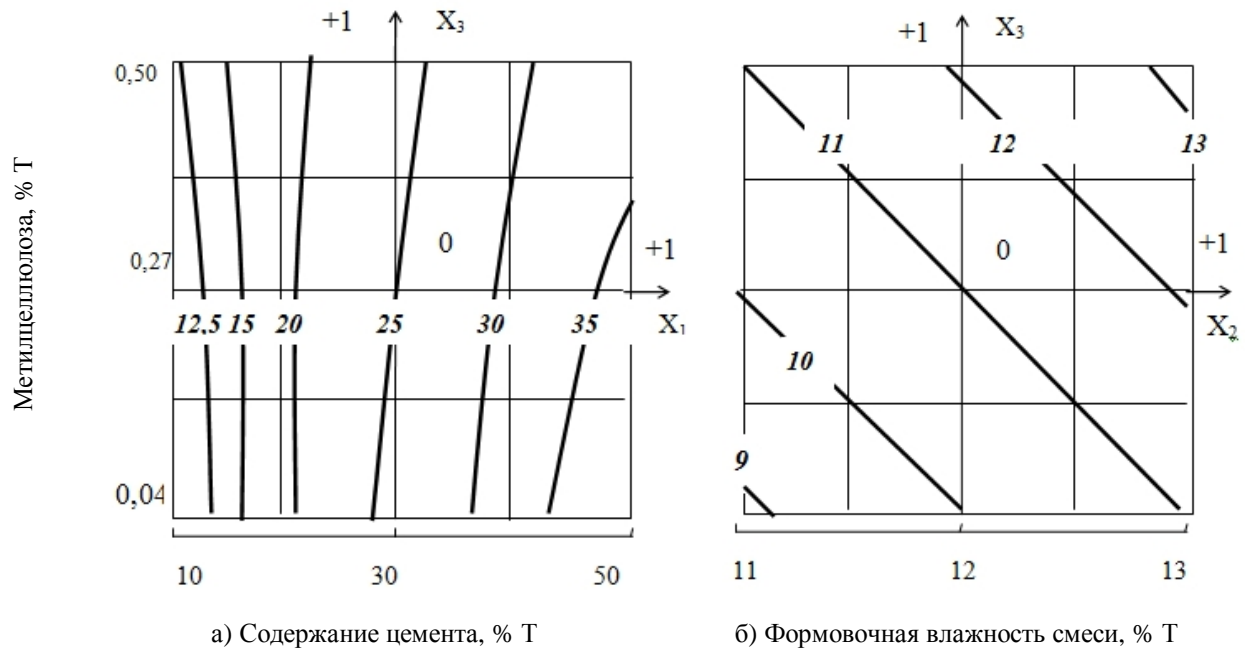 Метилцеллюлоза, % Т
+1 X3
0,50
0,27
0,04
0
+1
X1
12,5 15 20 25 30 35
10 30 50
а) Содержание цемента, % Т
+1 X3
11 12 13
0
+1
X2
10
9
11 12 13
б) Формовочная влажность смеси, % Т